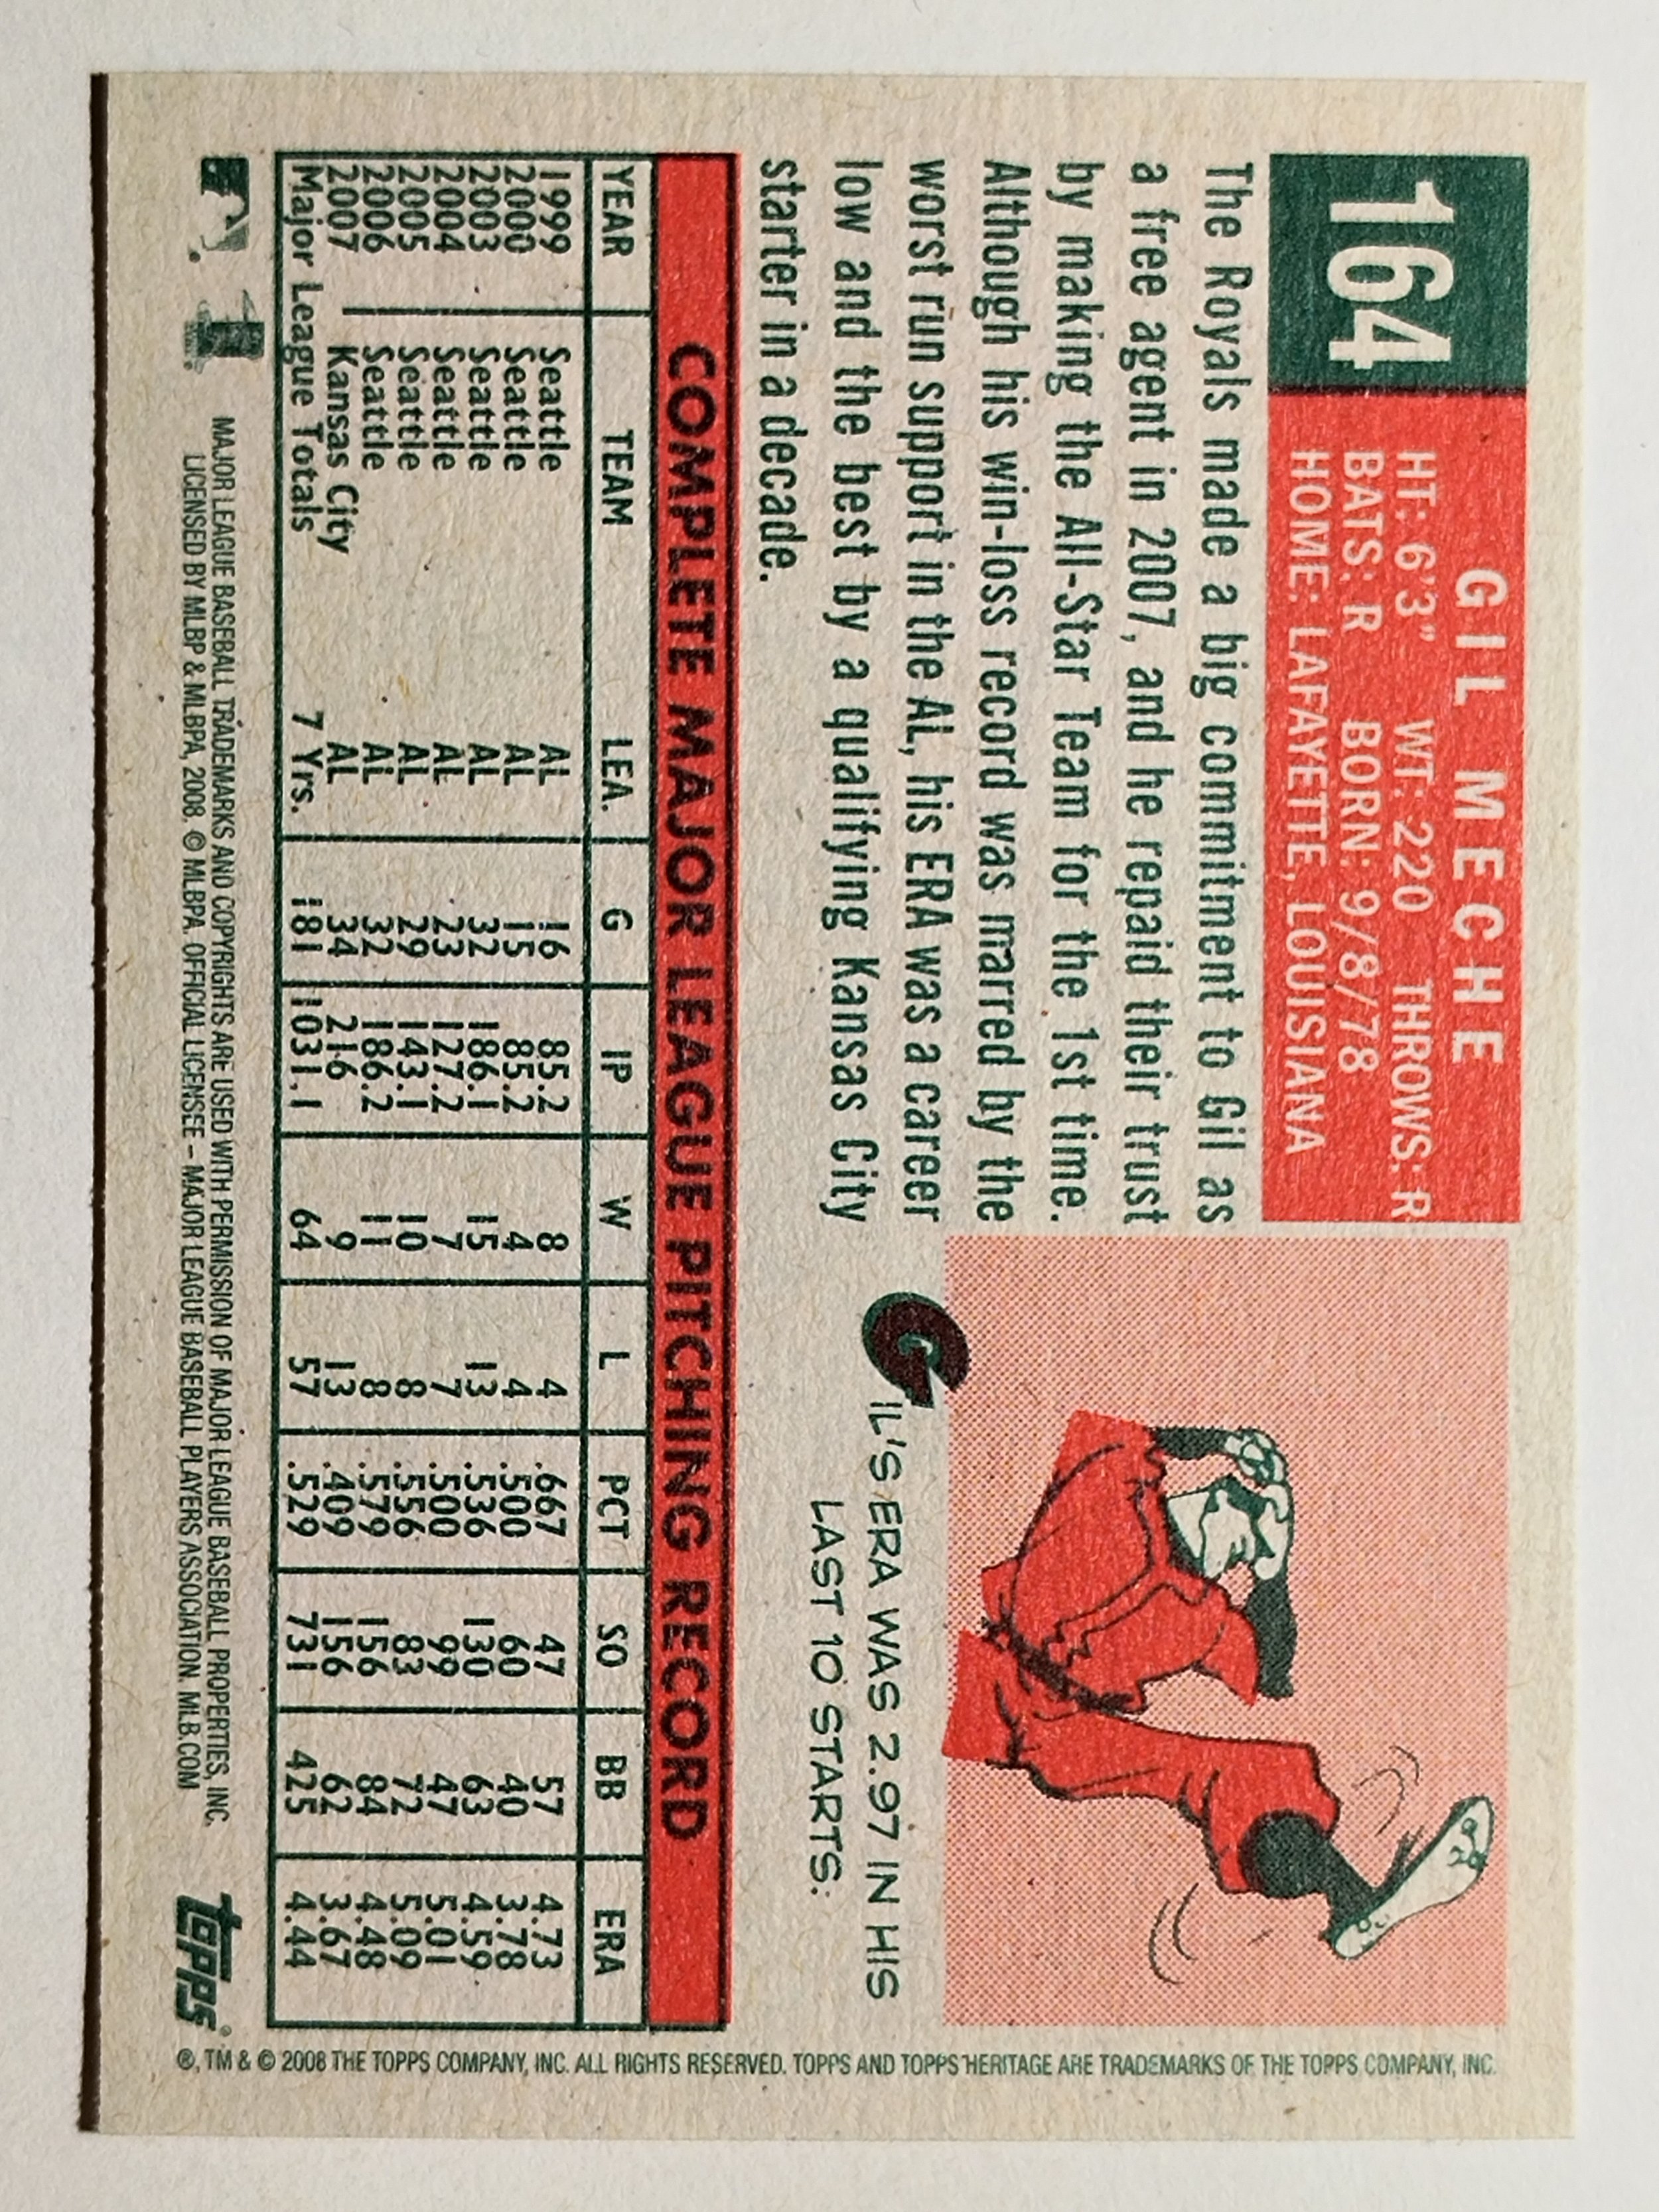 164
GIL MECHE
HT: 6'3" WT: 220 THROWS: R
BATS: R BORN: 9/8/78
HOME: LAFAYETTE, LOUISIANA
The Royals made a big commitment to Gil as
a free agent in 2007, and he repaid their trust
by making the All-Star Team for the 1st time.
Although his win-loss record was marred by the
worst run support in the AL, his ERA was a career
low and the best by a qualifying Kansas City
starter in a decade.
GIL'S ERA WAS 2.97 IN HIS
LAST 10 STARTS.
COMPLETE MAJOR LEAGUE PITCHING RECORD
YEAR TEAM LEA. G IP W L PCT SO BB ERA
1999 Seattle AL 16 85.2 8 4 .667 47 57 4.73
2000 Seattle AL 15 85.2 4 4 .500 60 40 3.78
2003 Seattle AL 32 186.1 15 13 .536 130 63 4.59
2004 Seattle AL 23 127.2 7 7 .500 99 47 5.01
2005 Seattle AL 29 143.1 10 8 .556 83 72 5.09
2006 Seattle AL 32 186.2 11 8 .579 156 84 4.48
2007 Kansas City AL 34 216 9 13 .409 156 62 3.67
Major League Totals 7 Yrs. 181 1031.1 64 57 .529 731 425 4.44
MAJOR LEAGUE BASEBALL TRADEMARKS AND COPYRIGHTS ARE USED WITH PERMISSION OF MAJOR LEAGUE BASEBALL PROPERTIES, INC.
LICENSED BY MLBP & MLBPA, 2008. © MLBPA. OFFICIAL LICENSEE – MAJOR LEAGUE BASEBALL PLAYERS ASSOCIATION. MLB.COM
topps®
®, TM & © 2008 THE TOPPS COMPANY, INC. ALL RIGHTS RESERVED. TOPPS AND TOPPS HERITAGE ARE TRADEMARKS OF THE TOPPS COMPANY, INC.